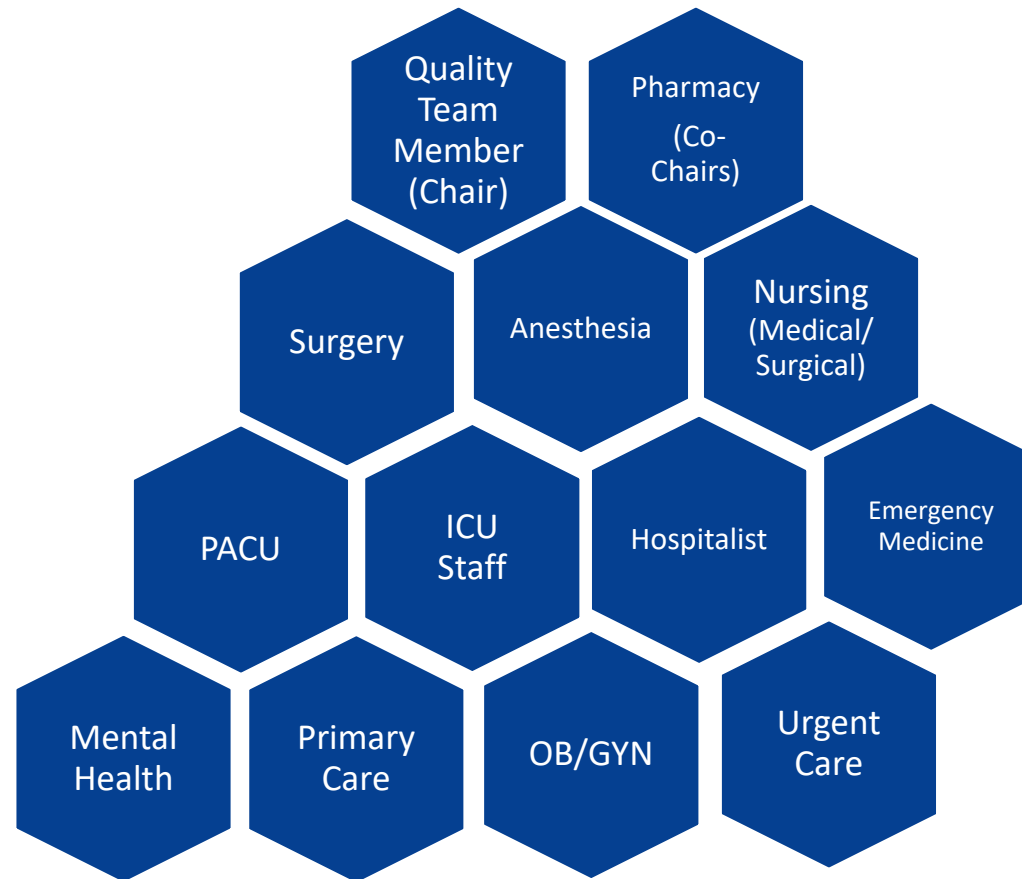 Quality
Team
Member
(Chair)
Pharmacy
(Co-
Chairs)
Surgery
Anesthesia
Nursing
(Medical/
Surgical)
PACU
ICU
Staff
Hospitalist
Emergency
Medicine
Mental
Health
Primary
Care
OB/GYN
Urgent
Care